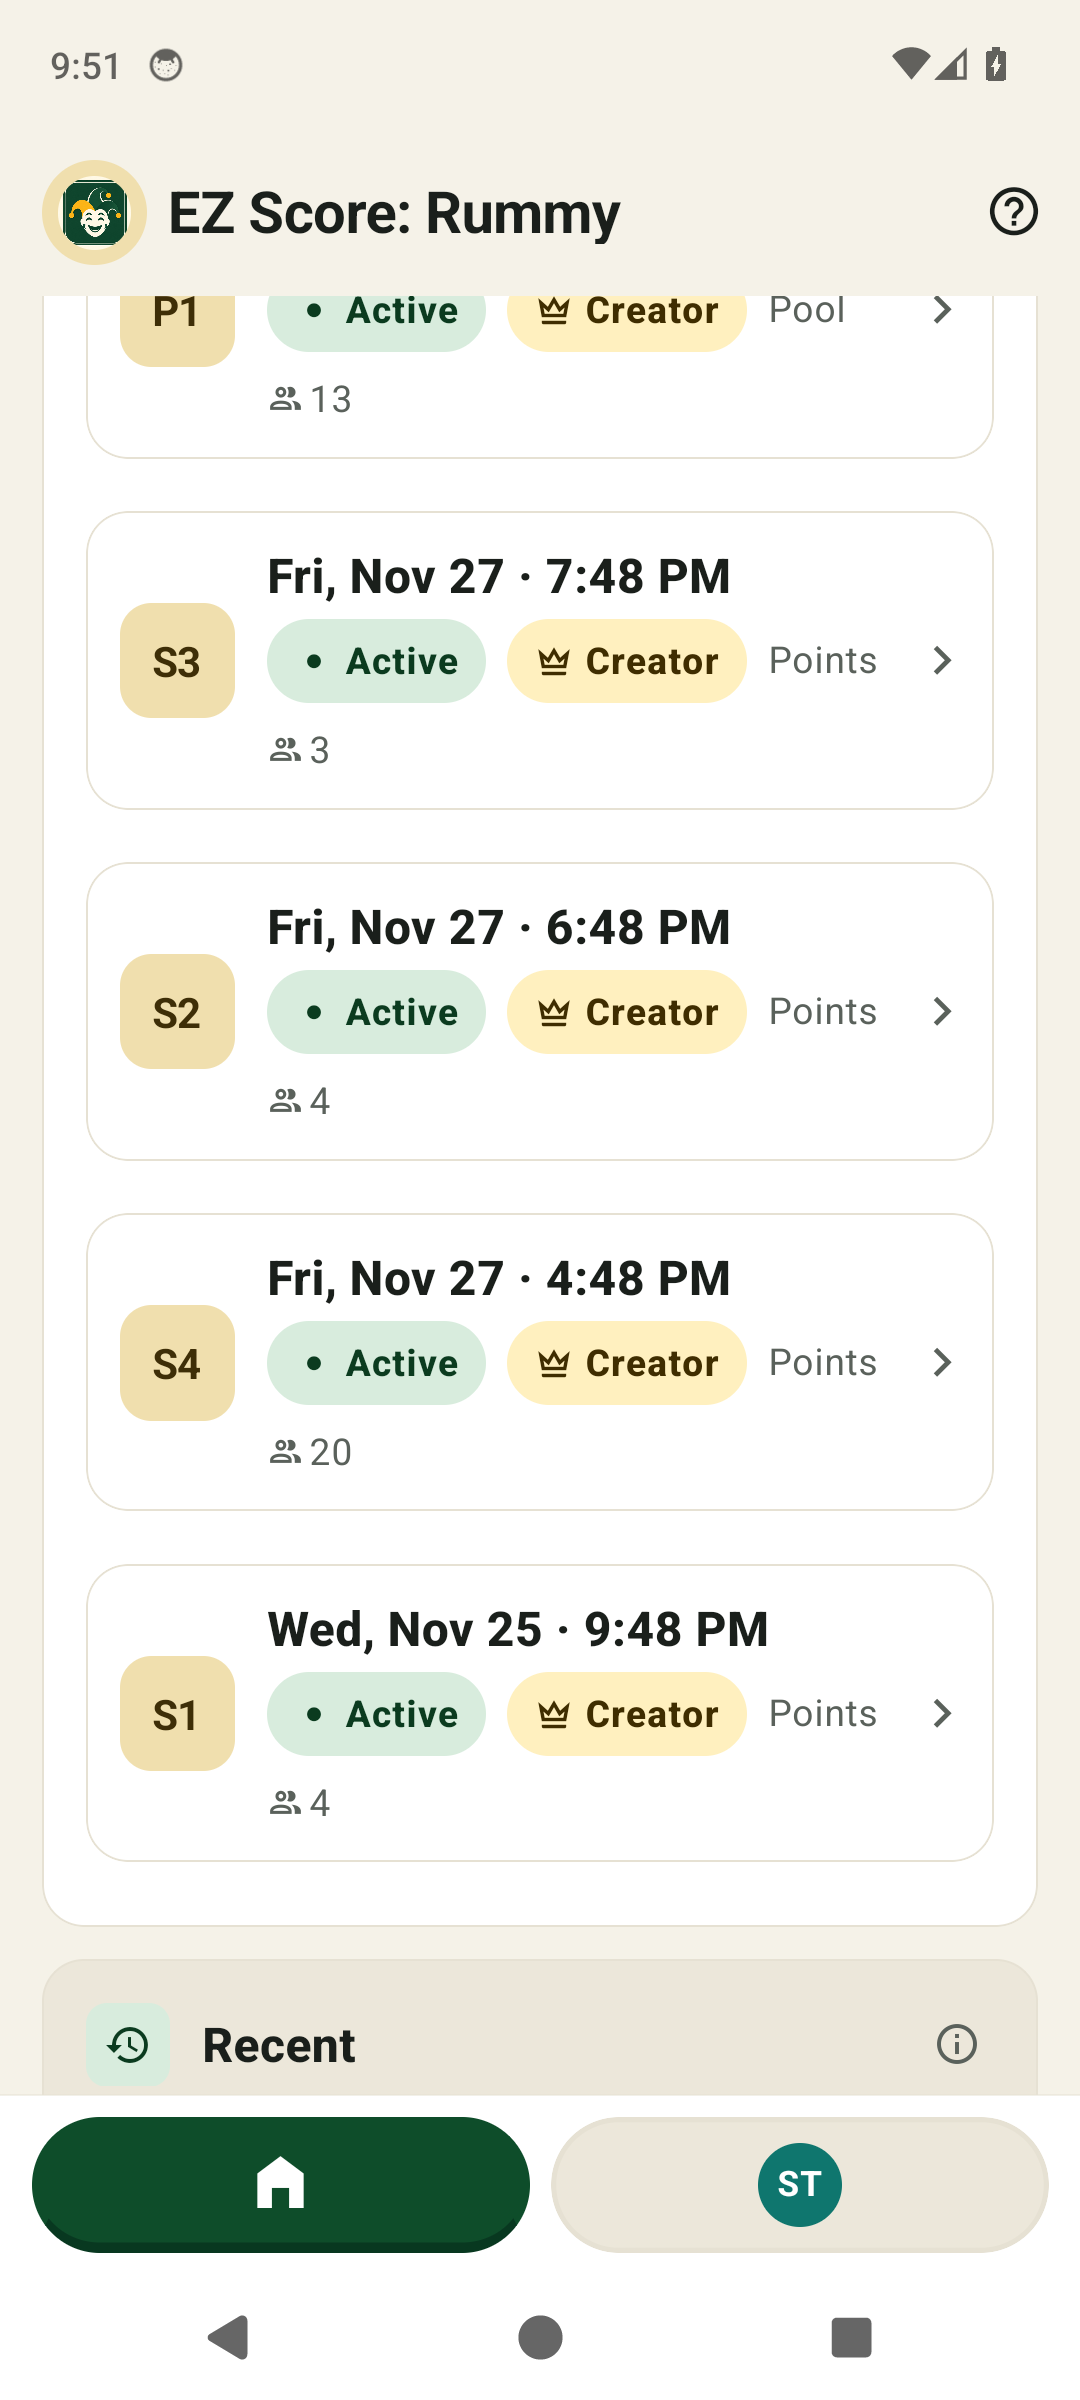 9:51
EZ Score: Rummy
P1
Active
Creator
Pool
13
Fri, Nov 27 · 7:48 PM
S3
Active
Creator
Points
3
Fri, Nov 27 · 6:48 PM
S2
Active
Creator
Points
4
Fri, Nov 27 · 4:48 PM
S4
Active
Creator
Points
20
Wed, Nov 25 · 9:48 PM
S1
Active
Creator
Points
4
Recent
ST